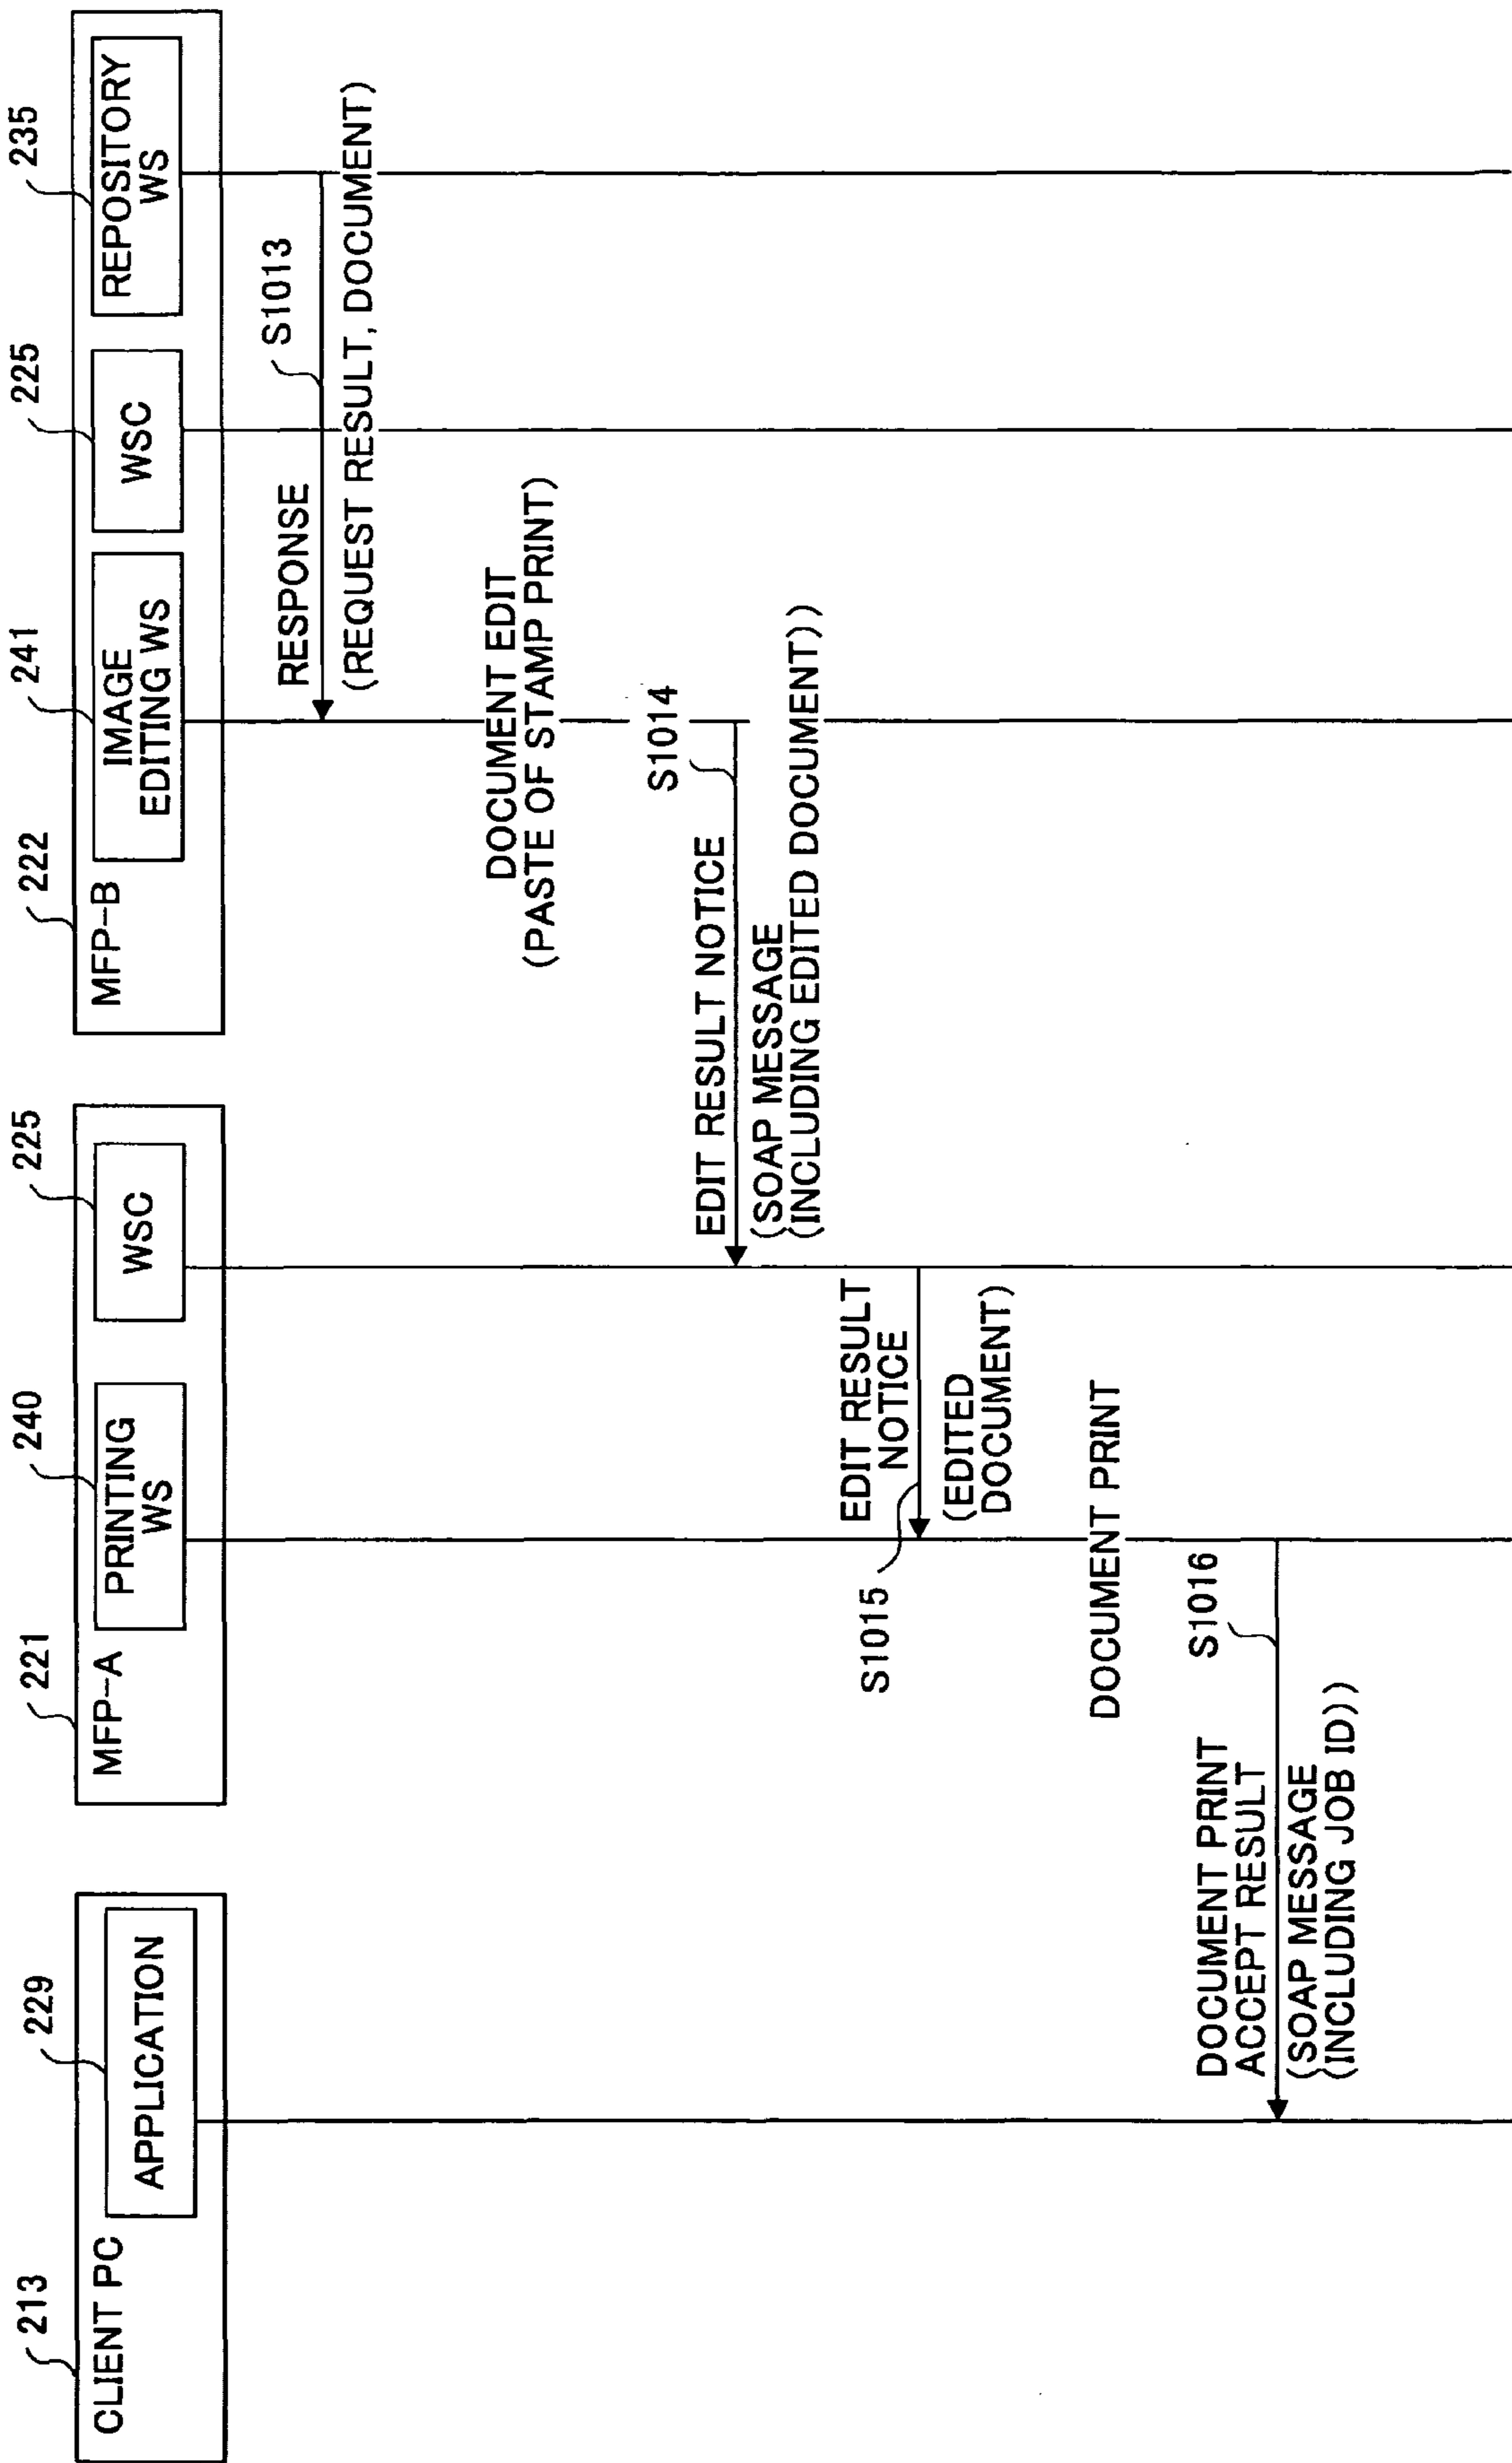 213
CLIENT PC
229
APPLICATION
221
MFP-A
240
PRINTING
WS
225
WSC
222
MFP-B
241
IMAGE
EDITING WS
225
WSC
235
REPOSITORY
WS
RESPONSE
S1013
(REQUEST RESULT, DOCUMENT)
DOCUMENT EDIT
(PASTE OF STAMP PRINT)
S1014
EDIT RESULT NOTICE
(SOAP MESSAGE
(INCLUDING EDITED DOCUMENT))
EDIT RESULT
NOTICE
S1015
(EDITED
DOCUMENT)
DOCUMENT PRINT
S1016
DOCUMENT PRINT
ACCEPT RESULT
(SOAP MESSAGE
(INCLUDING JOB ID))